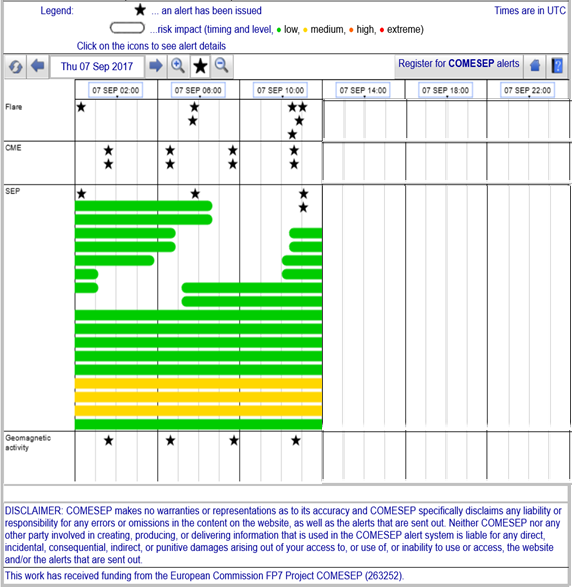 Legend:
... an alert has been issued
Times are in UTC
...risk impact (timing and level, low, medium, high, extreme)
Click on the icons to see alert details
Thu 07 Sep 2017
Register for COMESEP alerts
07 SEP 02:00
07 SEP 06:00
07 SEP 10:00
07 SEP 14:00
07 SEP 18:00
07 SEP 22:00
Flare
CME
SEP
Geomagnetic
activity
DISCLAIMER: COMESEP makes no warranties or representations as to its accuracy and COMESEP specifically disclaims any liability or
responsibility for any errors or omissions in the content on the website, as well as the alerts that are sent out. Neither COMESEP nor any
other party involved in creating, producing, or delivering information that is used in the COMESEP alert system is liable for any direct,
incidental, consequential, indirect, or punitive damages arising out of your access to, or use of, or inability to use or access, the website
and/or the alerts that are sent out.
This work has received funding from the European Commission FP7 Project COMESEP (263252).